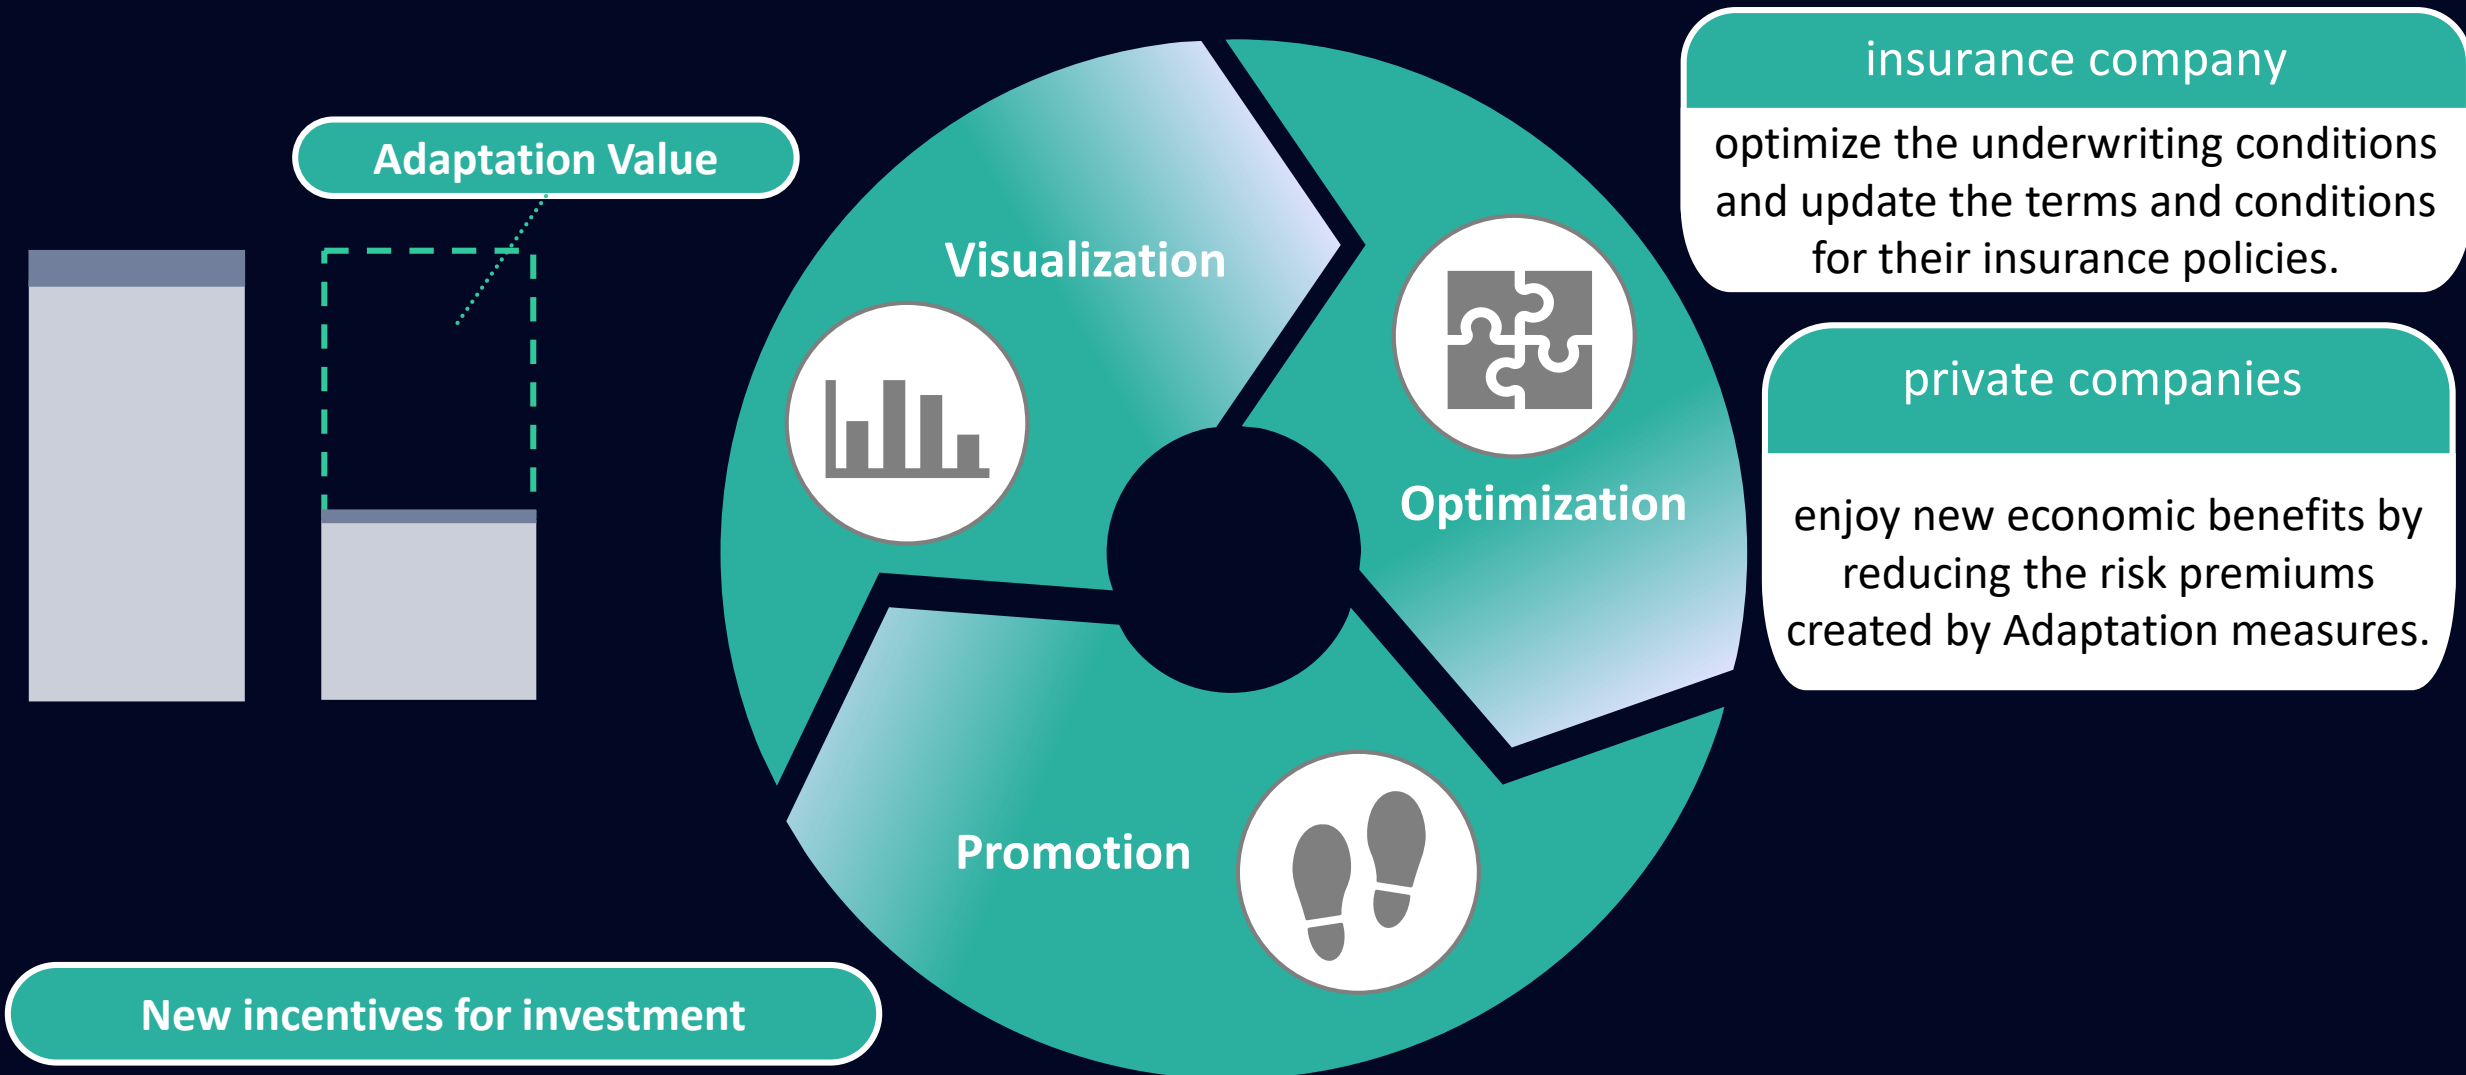 Adaptation Value
Visualization
Optimization
Promotion
New incentives for investment
insurance company
optimize the underwriting conditions
and update the terms and conditions
for their insurance policies.
private companies
enjoy new economic benefits by
reducing the risk premiums
created by Adaptation measures.